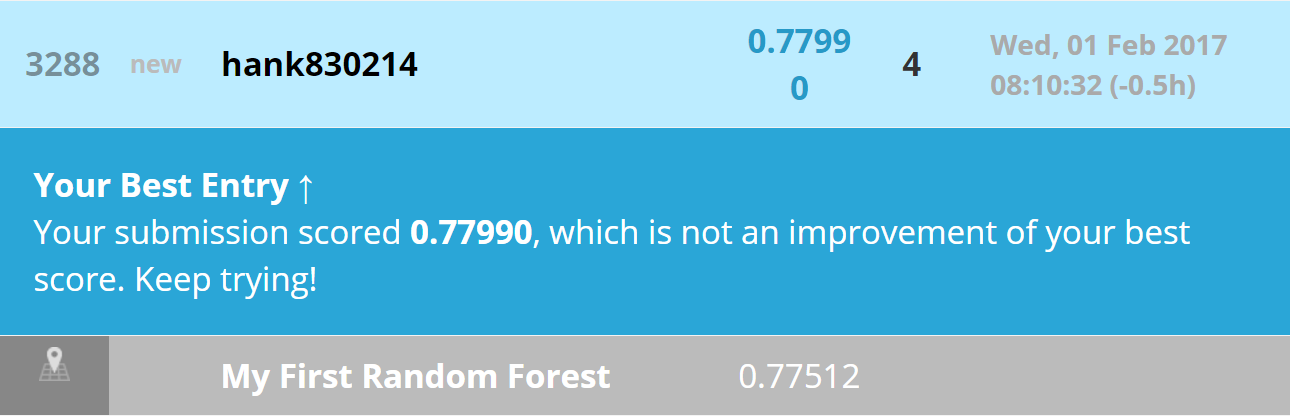 3288 new hank830214 0.7799 4 Wed, 01 Feb 2017
0 08:10:32 (-0.5h)
Your Best Entry ↑
Your submission scored 0.77990, which is not an improvement of your best
score. Keep trying!
My First Random Forest 0.77512